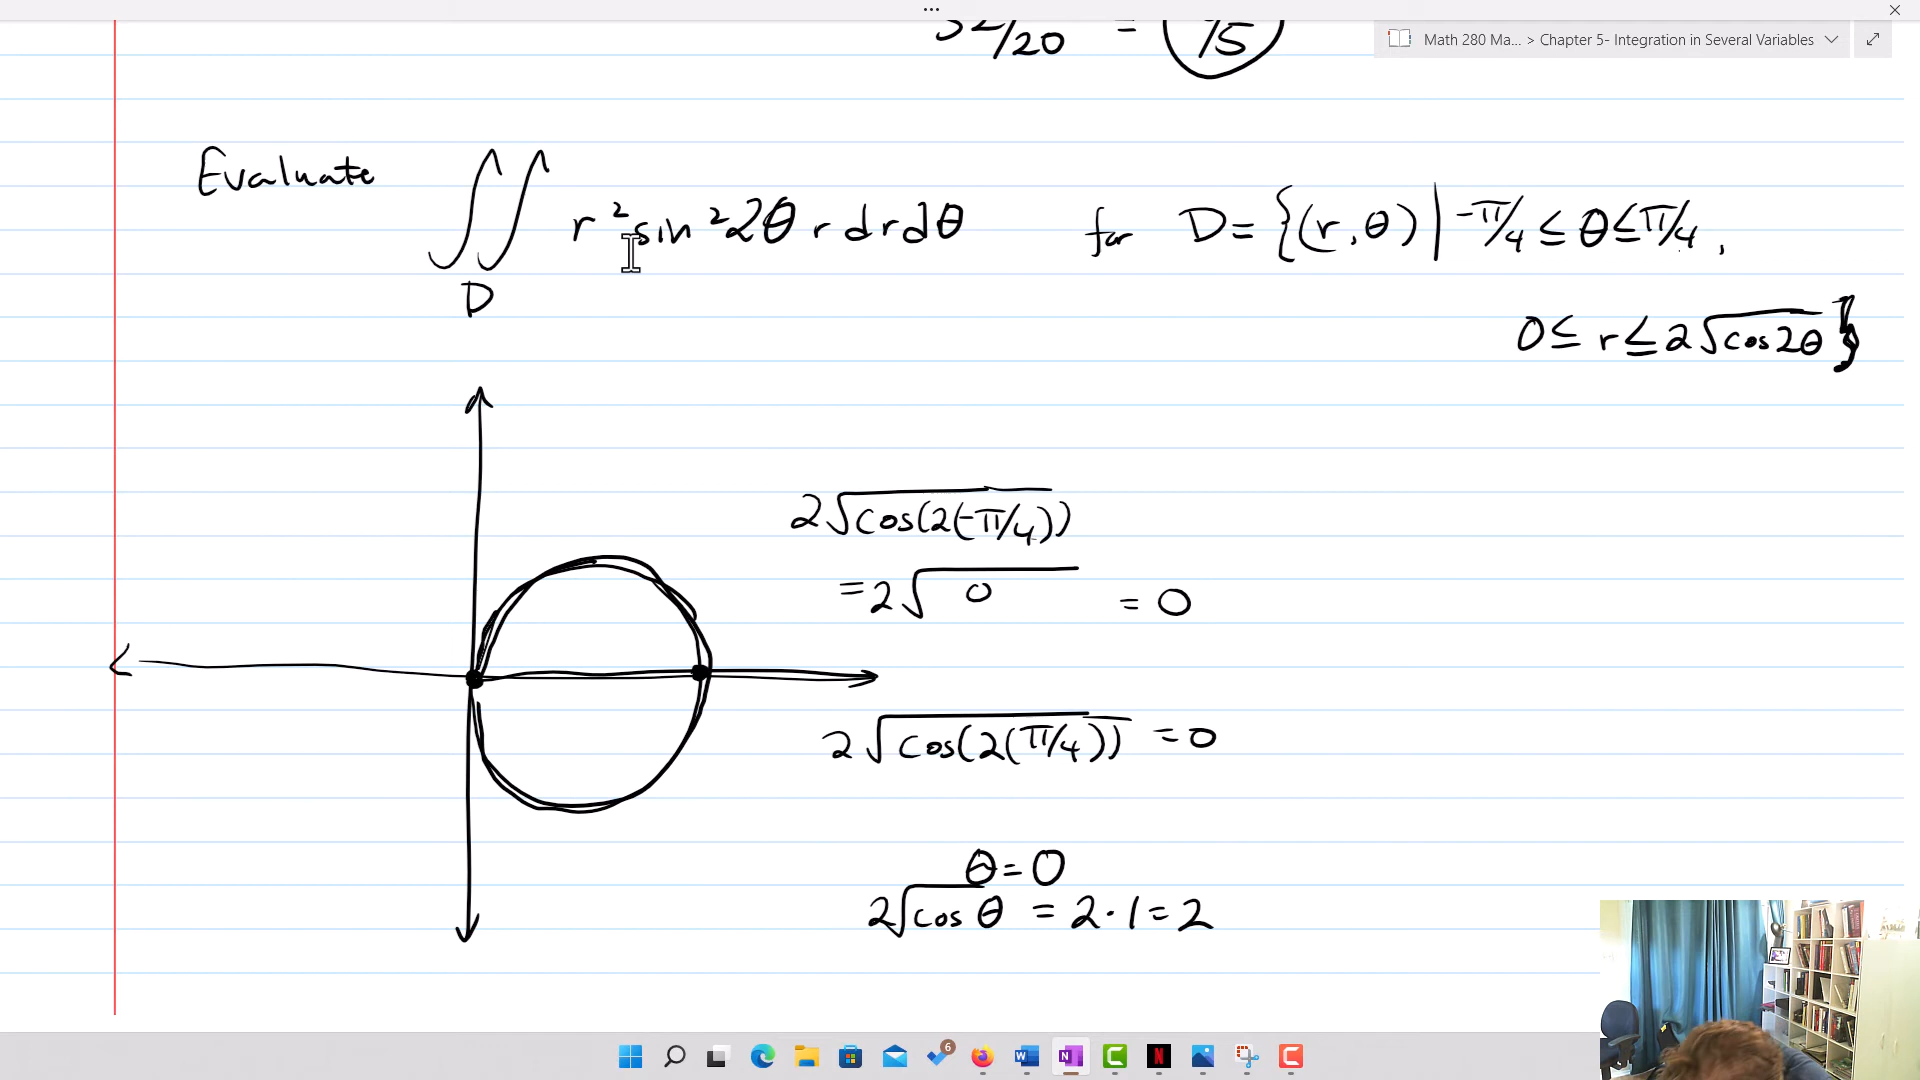 /20 = /5
Math 280 Ma... > Chapter 5- Integration in Several Variables
Evaluate ∬_D r² sin² 2θ r dr dθ for D = {(r, θ) | -π/4 ≤ θ ≤ π/4,
0 ≤ r ≤ 2√cos 2θ}
2√cos(2(-π/4))
= 2√0 = 0
2√cos(2(π/4)) = 0
θ = 0
2√cos θ = 2 · 1 = 2
6
W
N